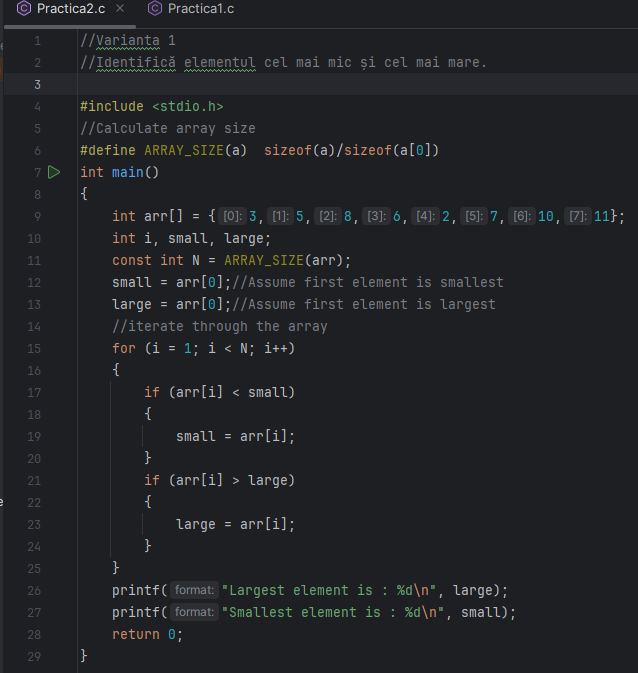 Practica2.c × Practica1.c
1 //Varianta 1
2 //Identifică elementul cel mai mic și cel mai mare.
3
4 #include <stdio.h>
5 //Calculate array size
6 #define ARRAY_SIZE(a)  sizeof(a)/sizeof(a[0])
7 int main()
8 {
9     int arr[] = {[0]:3,[1]:5,[2]:8,[3]:6,[4]:2,[5]:7,[6]:10,[7]:11};
10     int i, small, large;
11     const int N = ARRAY_SIZE(arr);
12     small = arr[0];//Assume first element is smallest
13     large = arr[0];//Assume first element is largest
14     //iterate through the array
15     for (i = 1; i < N; i++)
16     {
17         if (arr[i] < small)
18         {
19             small = arr[i];
20         }
21         if (arr[i] > large)
22         {
23             large = arr[i];
24         }
25     }
26     printf(format: "Largest element is : %d\n", large);
27     printf(format: "Smallest element is : %d\n", small);
28     return 0;
29 }